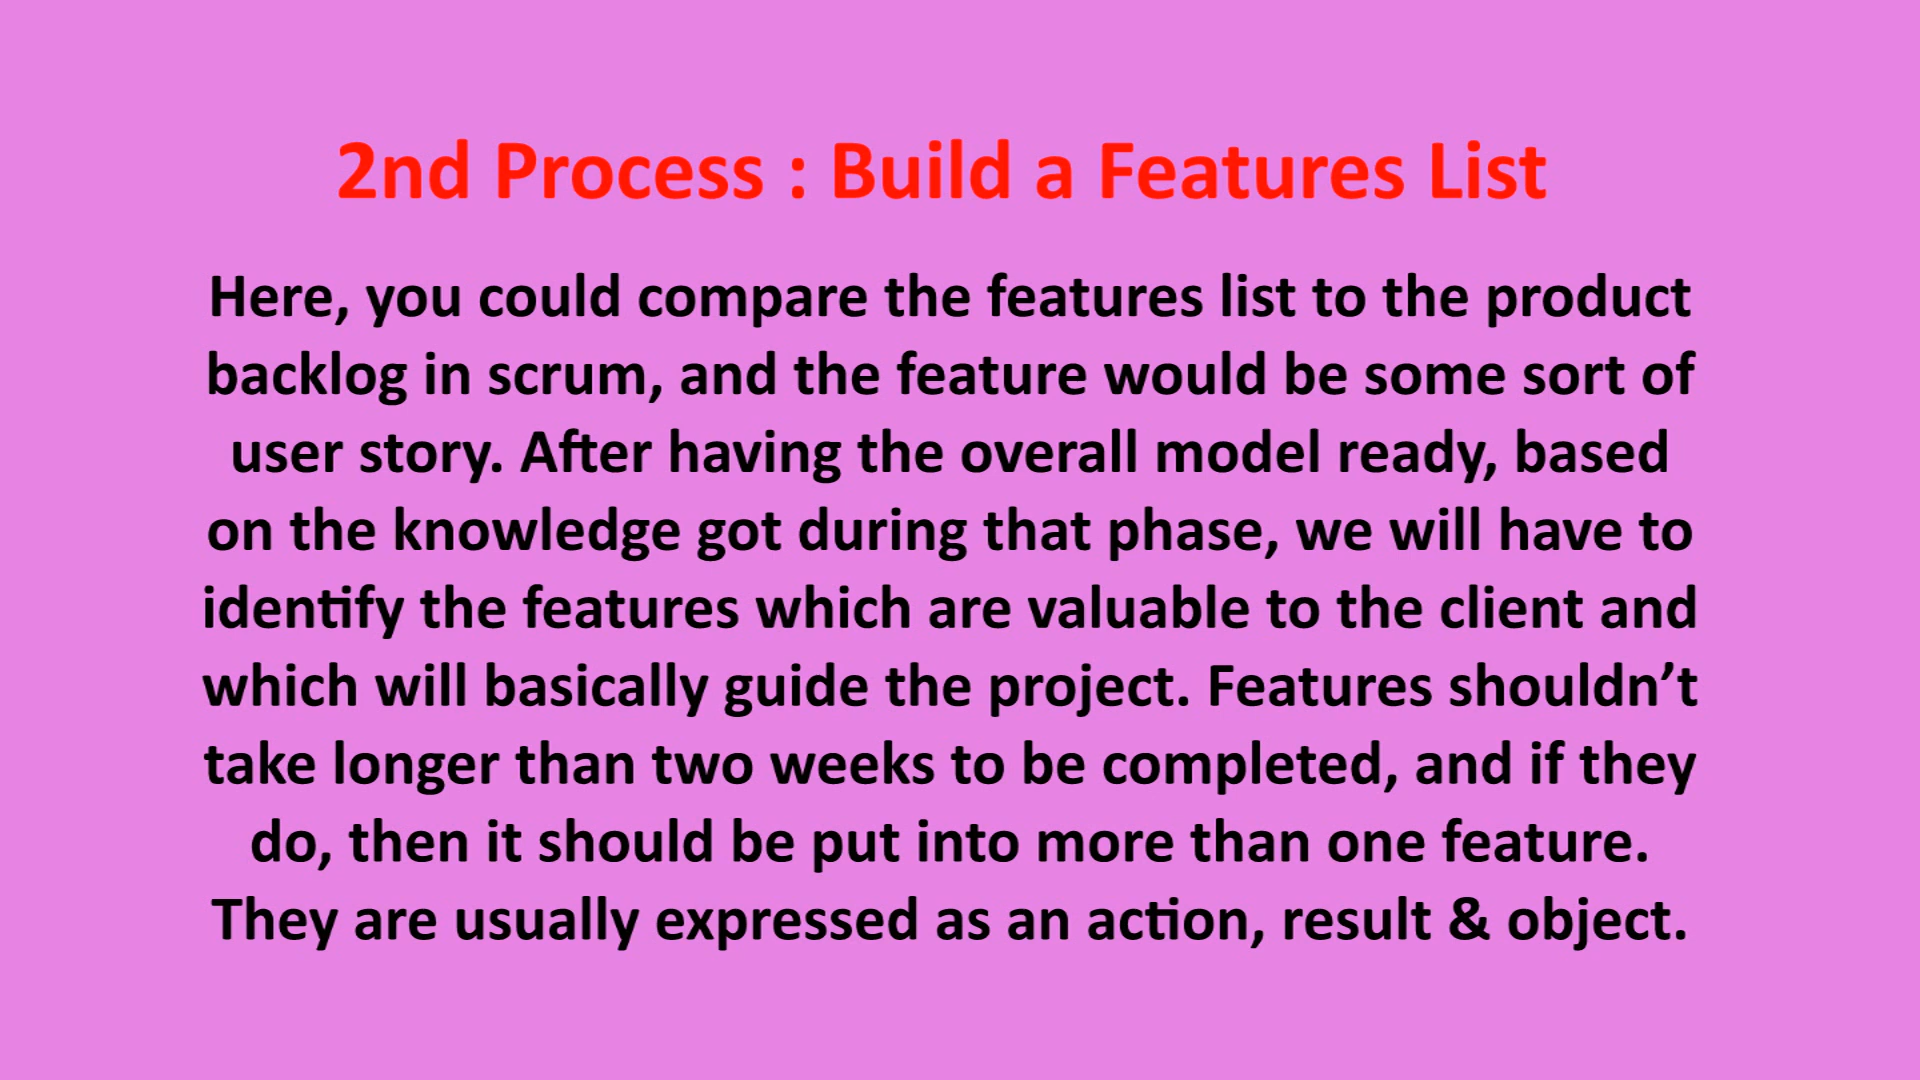 2nd Process : Build a Features List
Here, you could compare the features list to the product
backlog in scrum, and the feature would be some sort of
user story. After having the overall model ready, based
on the knowledge got during that phase, we will have to
identify the features which are valuable to the client and
which will basically guide the project. Features shouldn’t
take longer than two weeks to be completed, and if they
do, then it should be put into more than one feature.
They are usually expressed as an action, result & object.